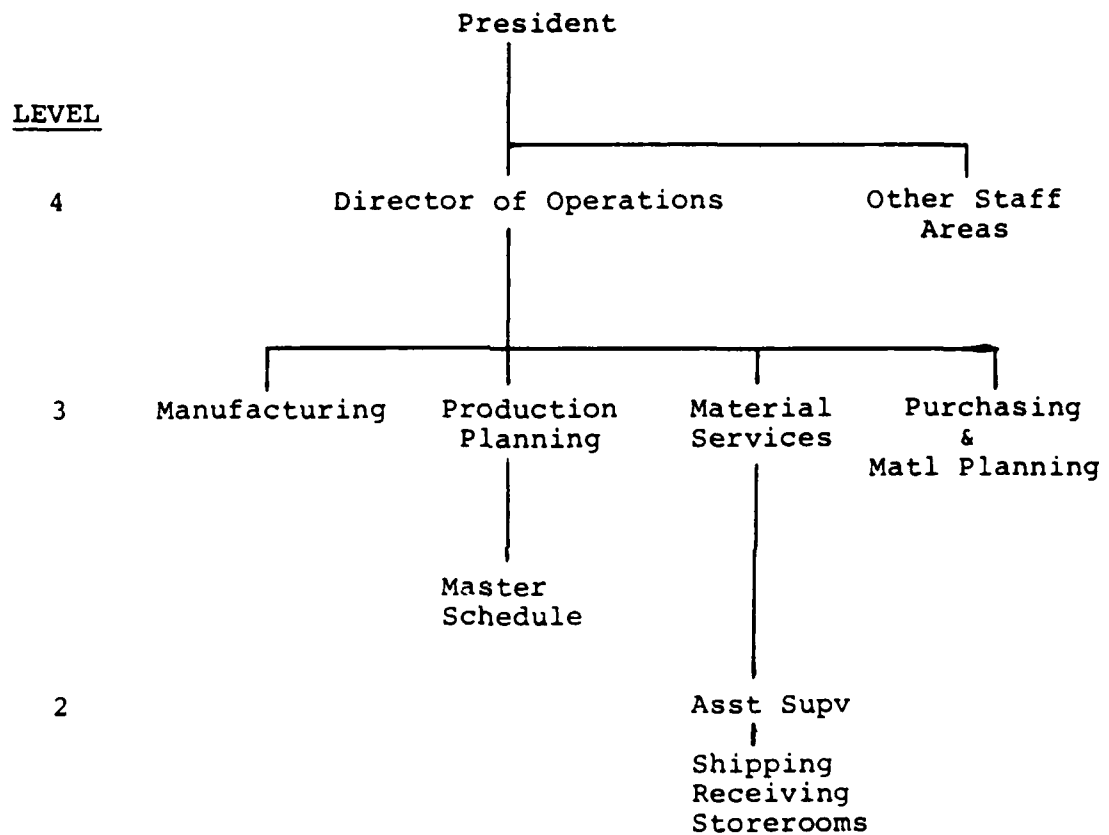 President
LEVEL
4 Director of Operations Other Staff
Areas
3 Manufacturing Production Material Purchasing
Planning Services &
Matl Planning
Master
Schedule
2 Asst Supv
Shipping
Receiving
Storerooms